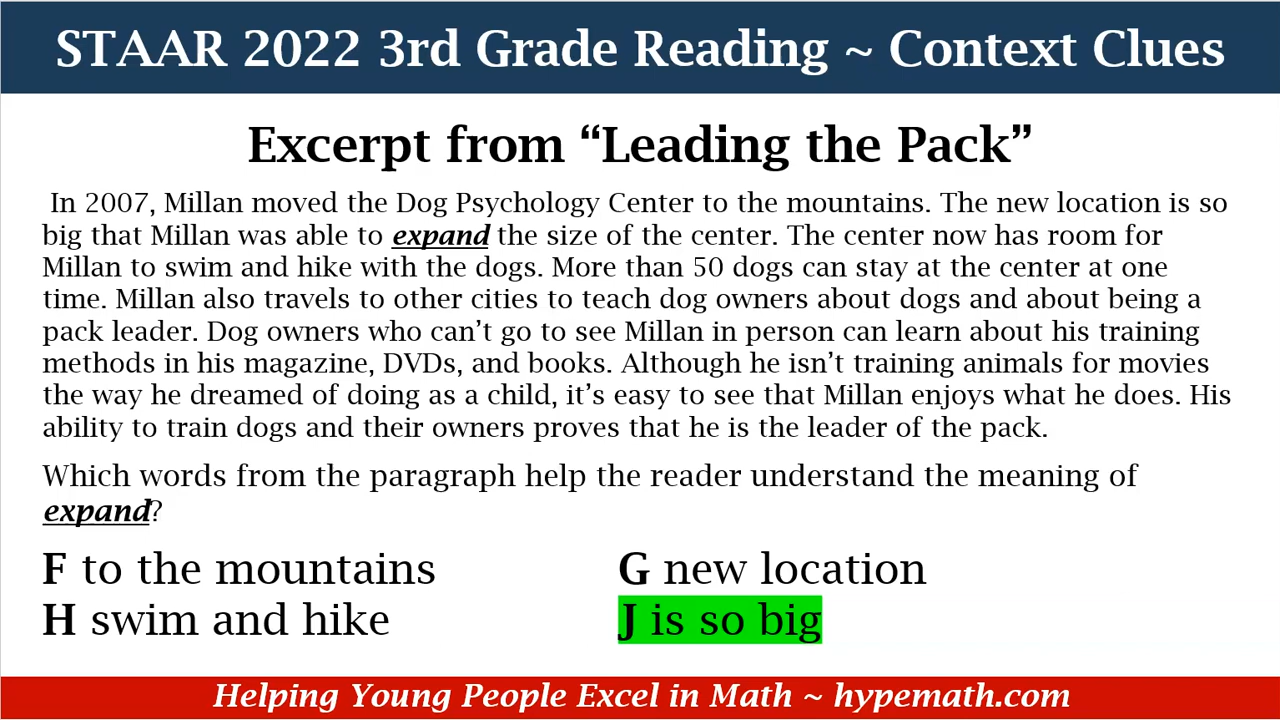 STAAR 2022 3rd Grade Reading ~ Context Clues
Excerpt from “Leading the Pack”
In 2007, Millan moved the Dog Psychology Center to the mountains. The new location is so
big that Millan was able to expand the size of the center. The center now has room for
Millan to swim and hike with the dogs. More than 50 dogs can stay at the center at one
time. Millan also travels to other cities to teach dog owners about dogs and about being a
pack leader. Dog owners who can’t go to see Millan in person can learn about his training
methods in his magazine, DVDs, and books. Although he isn’t training animals for movies
the way he dreamed of doing as a child, it’s easy to see that Millan enjoys what he does. His
ability to train dogs and their owners proves that he is the leader of the pack.
Which words from the paragraph help the reader understand the meaning of
expand?
F to the mountains
G new location
H swim and hike
J is so big
Helping Young People Excel in Math ~ hypemath.com